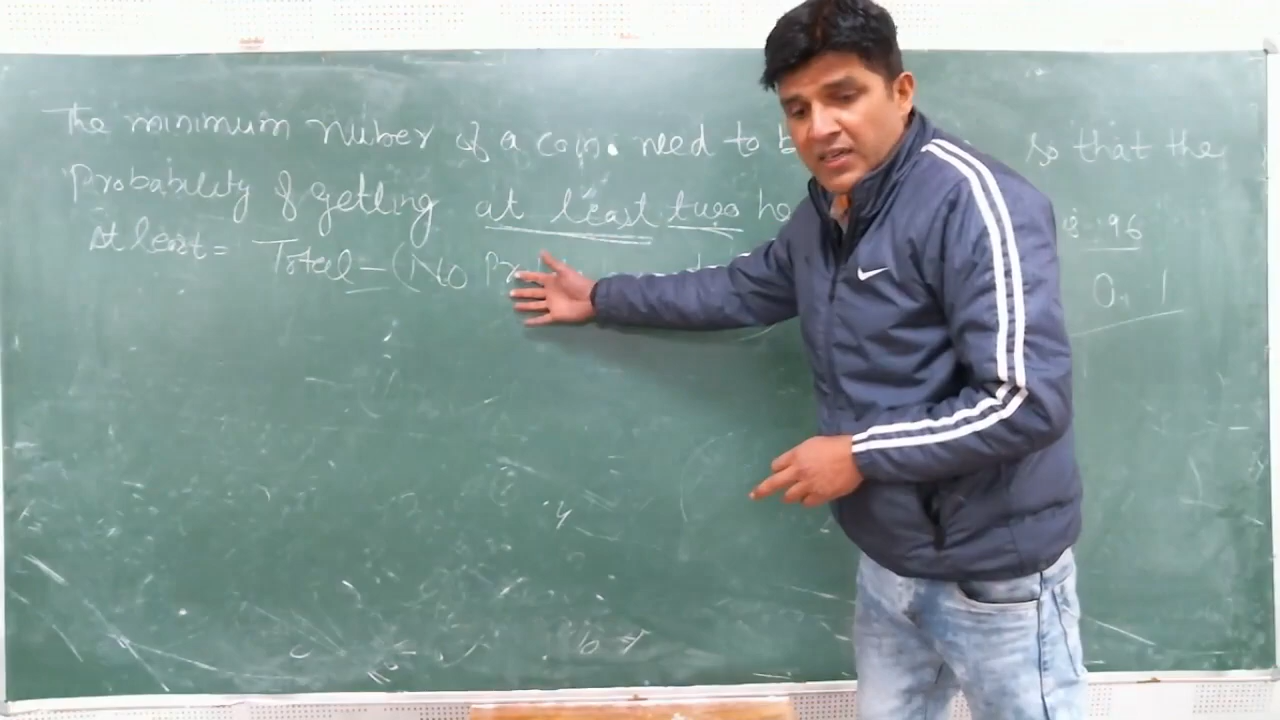 The minimum Nuber of a coin. need to b so that the
Probability of getting at least two he
.96
At least = Total - (No Pr
0, 1